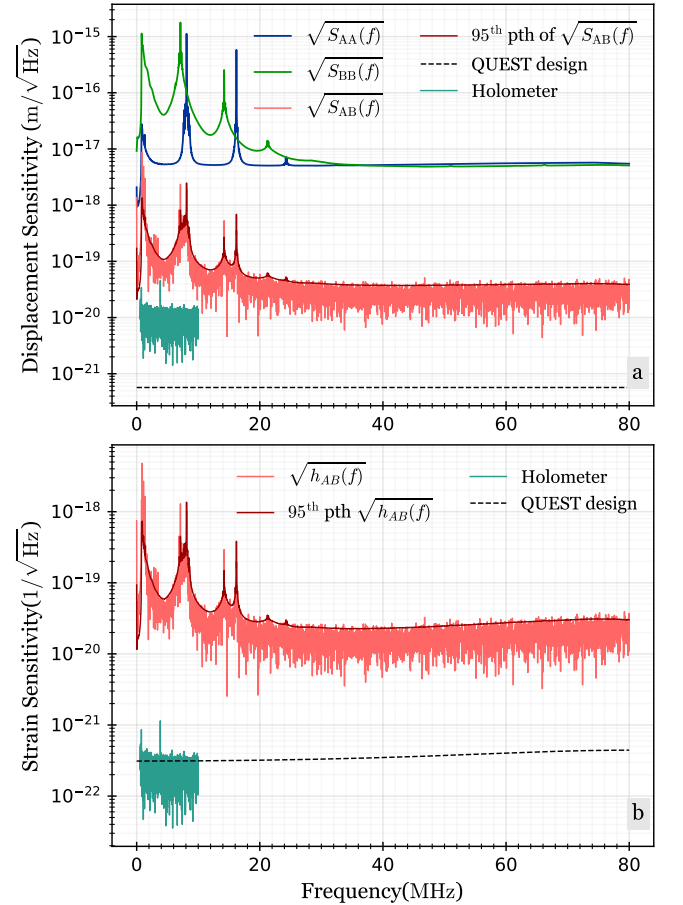 Displacement Sensitivity (m/√Hz)
10⁻¹⁵
10⁻¹⁶
10⁻¹⁷
10⁻¹⁸
10⁻¹⁹
10⁻²⁰
10⁻²¹
√S_AA(f)
√S_BB(f)
√S_AB(f)
95ᵗʰ pth of √S_AB(f)
QUEST design
Holometer
a
0 20 40 60 80
Strain Sensitivity(1/√Hz)
10⁻¹⁸
10⁻¹⁹
10⁻²⁰
10⁻²¹
10⁻²²
√h_AB(f)
95ᵗʰ pth √h_AB(f)
Holometer
QUEST design
b
0 20 40 60 80
Frequency(MHz)